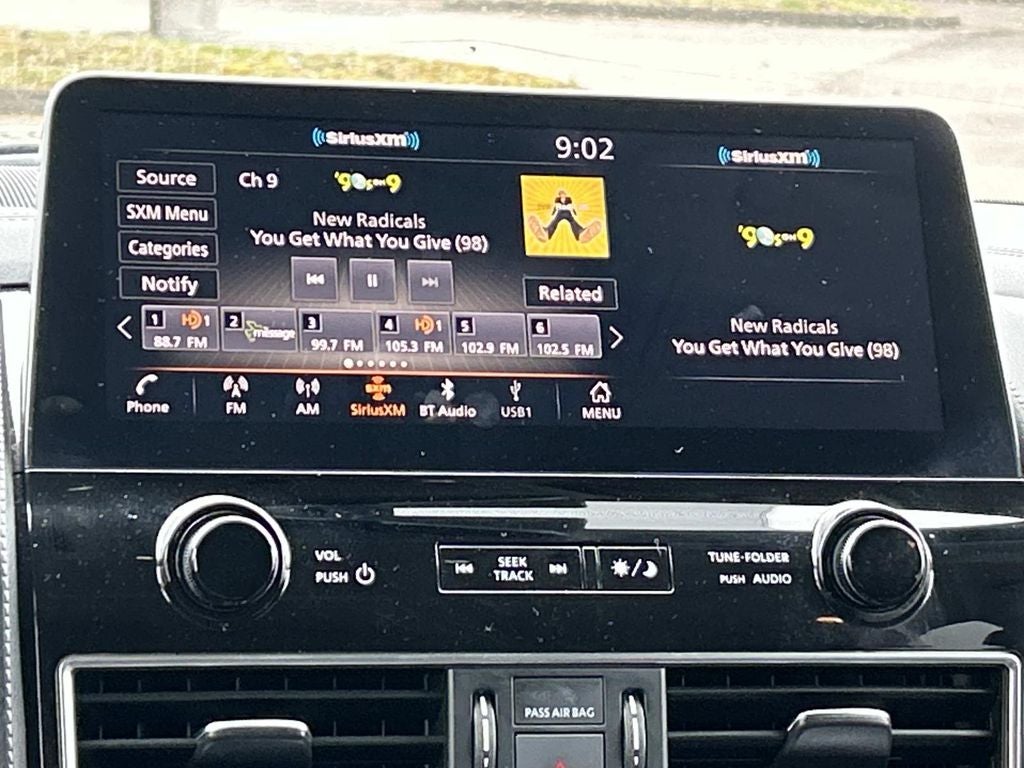 SiriusXM
9:02
SiriusXM
Source
Ch 9
'90s ON 9
SXM Menu
New Radicals
You Get What You Give (98)
Categories
Notify
Related
'90s ON 9
New Radicals
You Get What You Give (98)
1 HD 1
88.7 FM
2 message
3
99.7 FM
4 HD 1
105.3 FM
5
102.9 FM
6
102.5 FM
Phone
FM
AM
SXM
SiriusXM
BT Audio
USB1
MENU
VOL
PUSH
SEEK
TRACK
TUNE·FOLDER
PUSH AUDIO
PASS AIR BAG